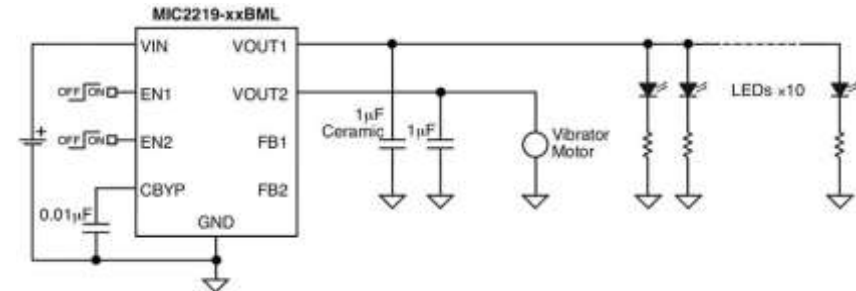 MIC2219-xxBML
VIN VOUT1
OFF ON EN1 VOUT2 LEDs ×10
1µF
Ceramic 1µF
OFF ON EN2 FB1 Vibrator
Motor
+
CBYP FB2
0.01µF
GND